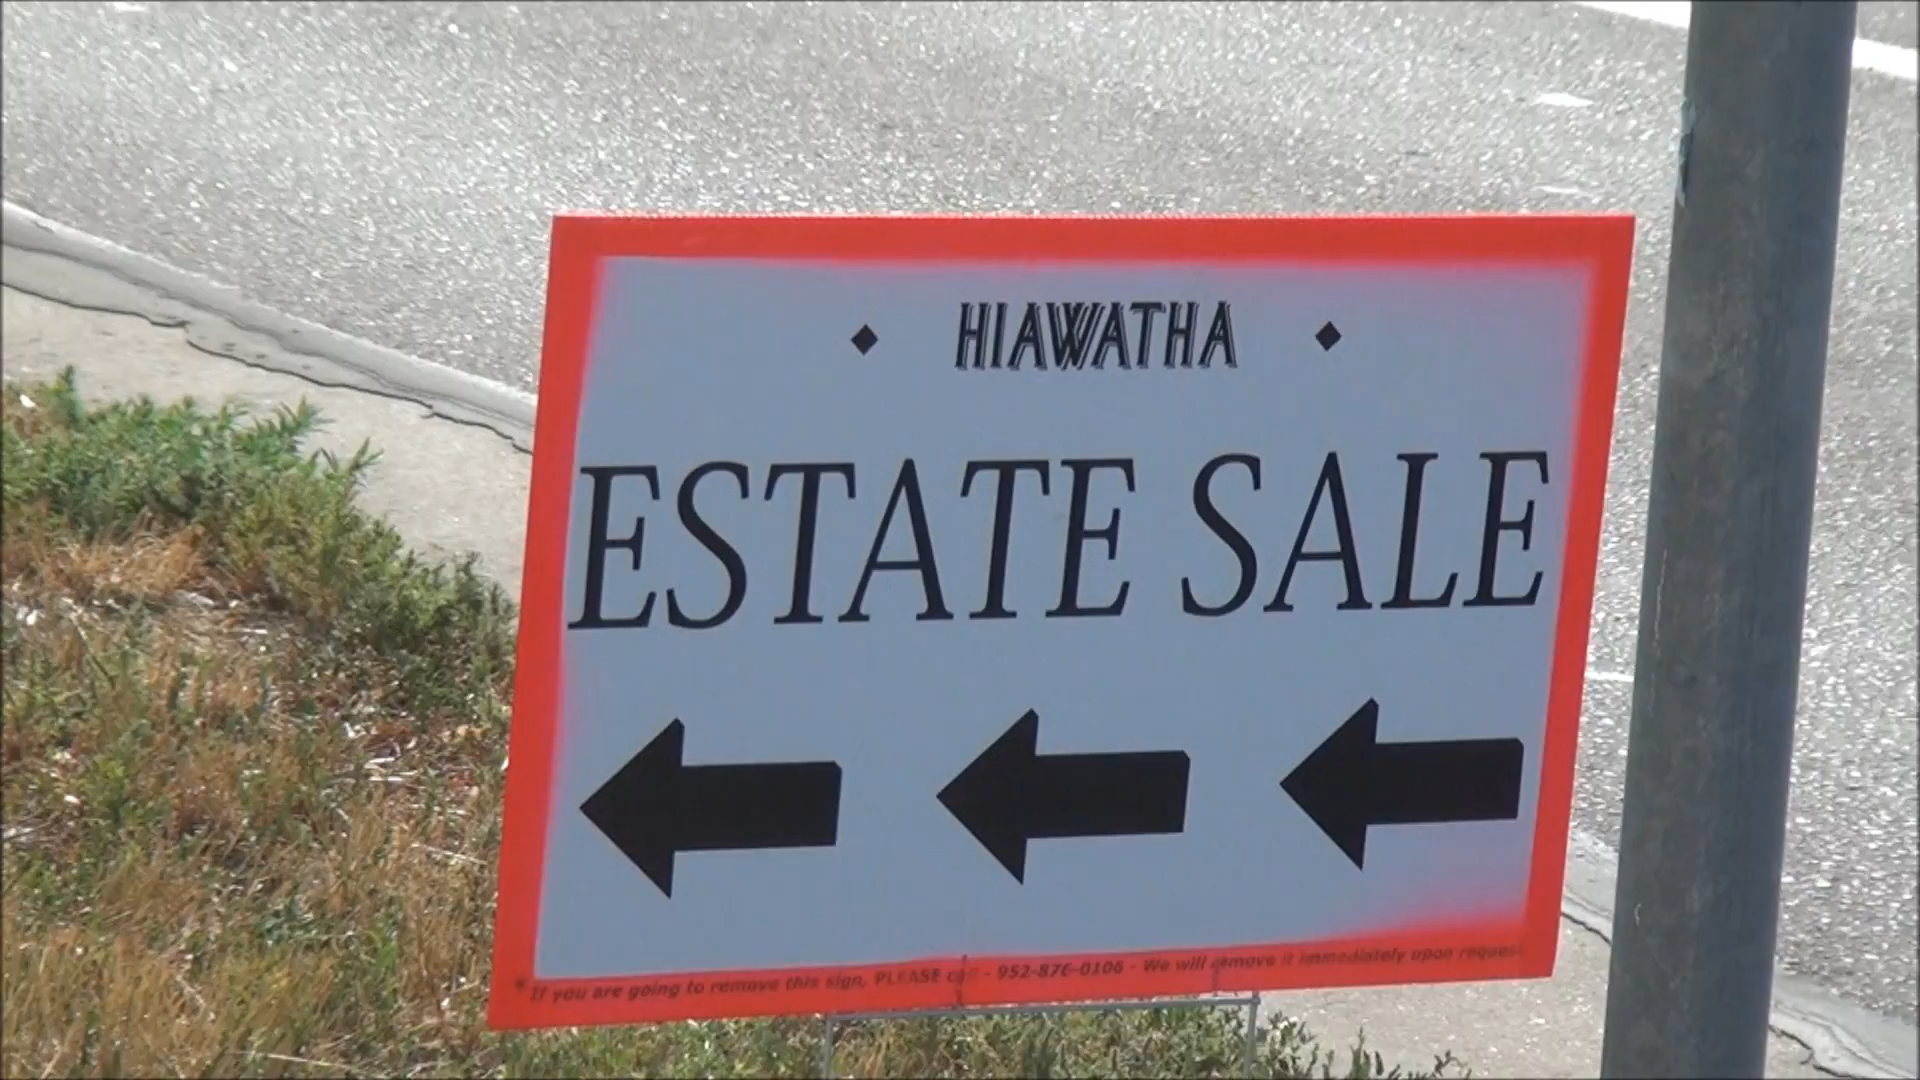 HIAWATHA
ESTATE SALE
* If you are going to remove this sign, PLEASE call - 952-876-0106 - We will remove it immediately upon request